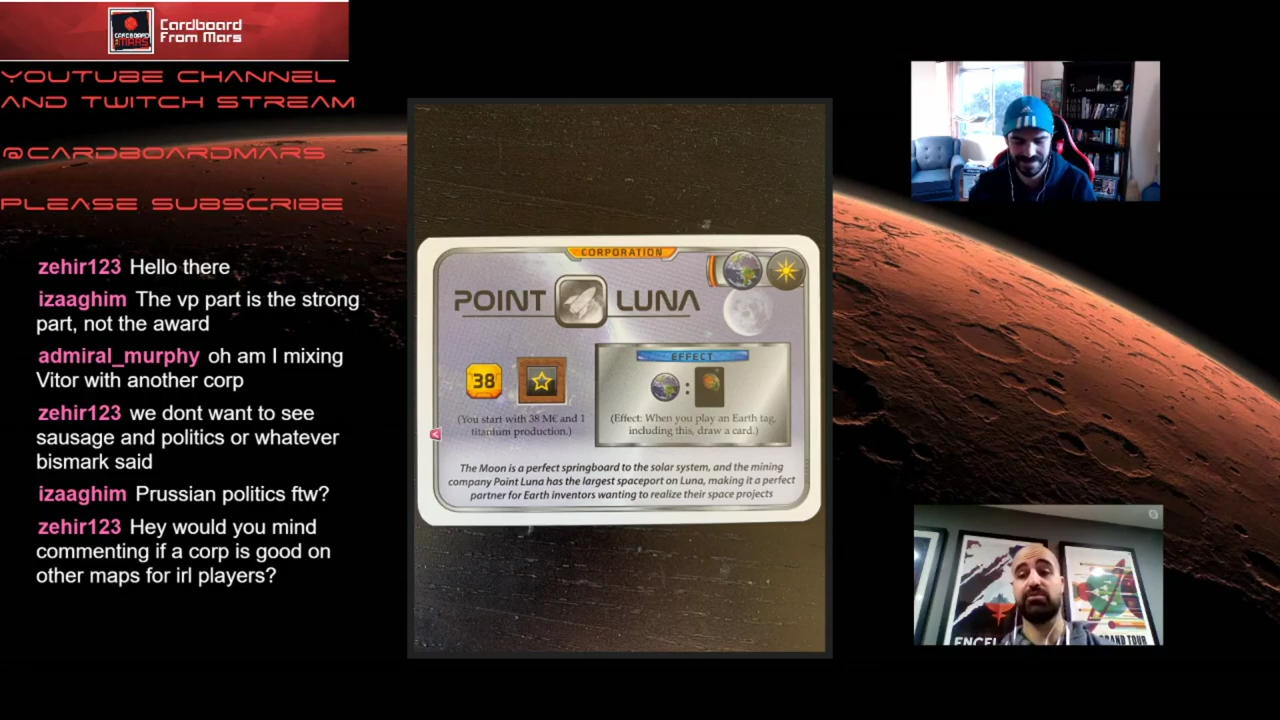 Cardboard
From Mars
CARDBOARD
MARS
YOUTUBE CHANNEL
AND TWITCH STREAM
@CARDBOARDMARS
PLEASE SUBSCRIBE
zehir123 Hello there
izaaghim The vp part is the strong
part, not the award
admiral_murphy oh am I mixing
Vitor with another corp
zehir123 we dont want to see
sausage and politics or whatever
bismark said
izaaghim Prussian politics ftw?
zehir123 Hey would you mind
commenting if a corp is good on
other maps for irl players?
CORPORATION
POINT LUNA
EFFECT
38
:
(You start with 38 M€ and 1
titanium production.)
(Effect: When you play an Earth tag,
including this, draw a card.)
The Moon is a perfect springboard to the solar system, and the mining
company Point Luna has the largest spaceport on Luna, making it a perfect
partner for Earth inventors wanting to realize their space projects
GRAND TOUR